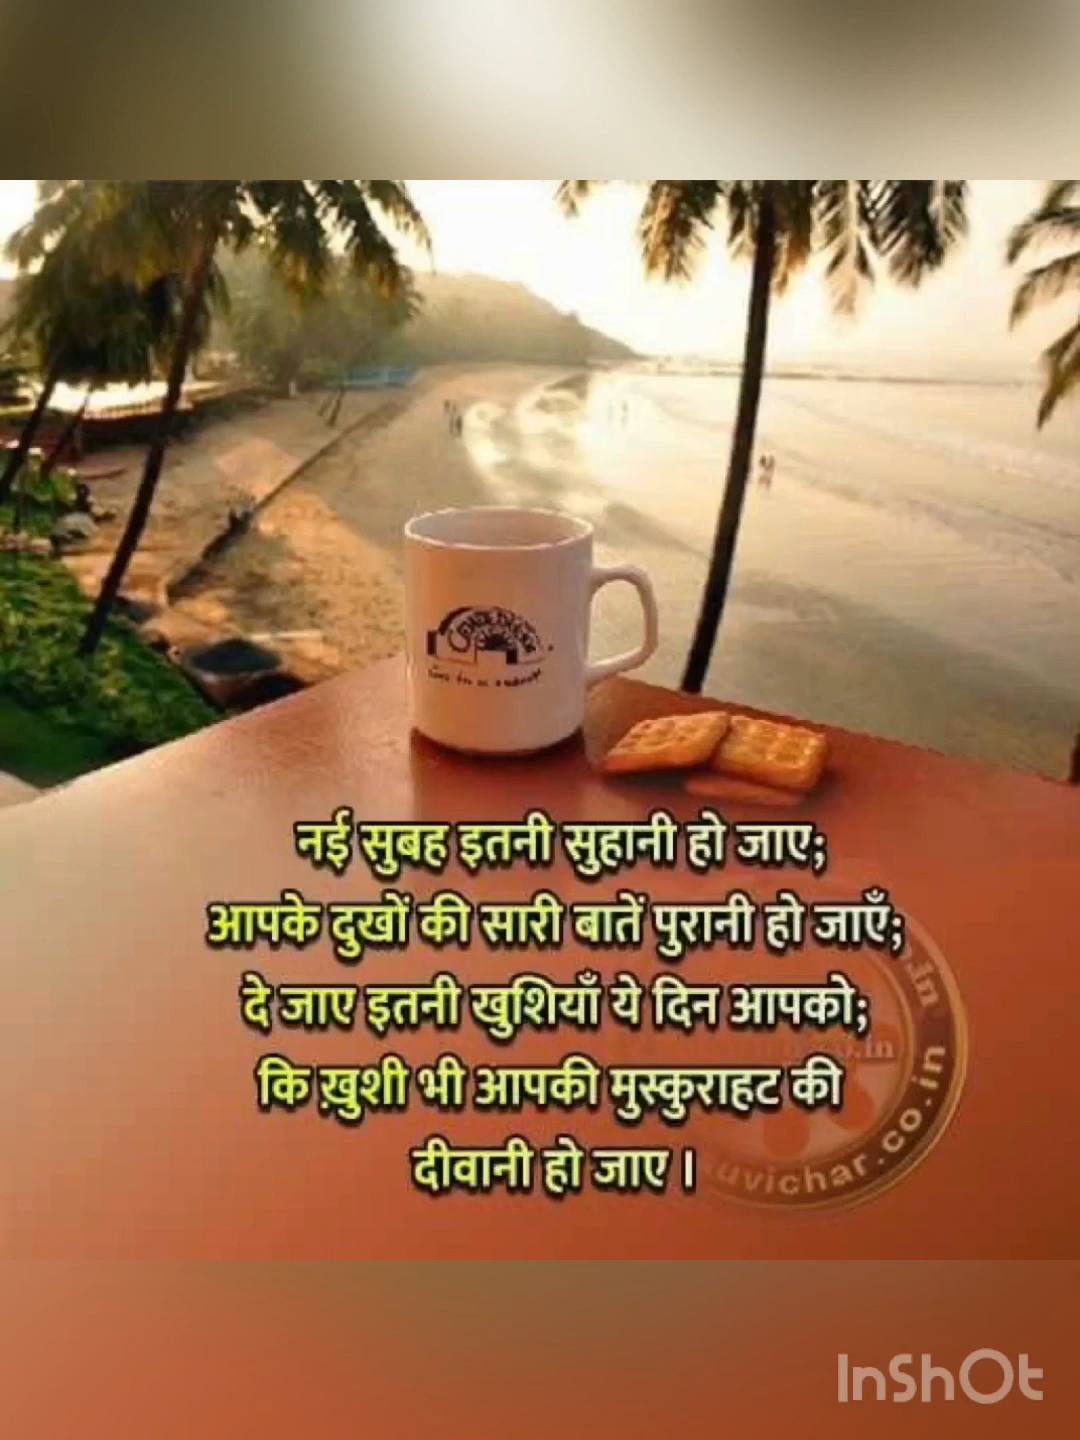 नई सुबह इतनी सुहानी हो जाए;
आपके दुखों की सारी बातें पुरानी हो जाएँ;
दे जाए इतनी खुशियाँ ये दिन आपको;
कि ख़ुशी भी आपकी मुस्कुराहट की
दीवानी हो जाए ।
uvichar.co.in
InShOt